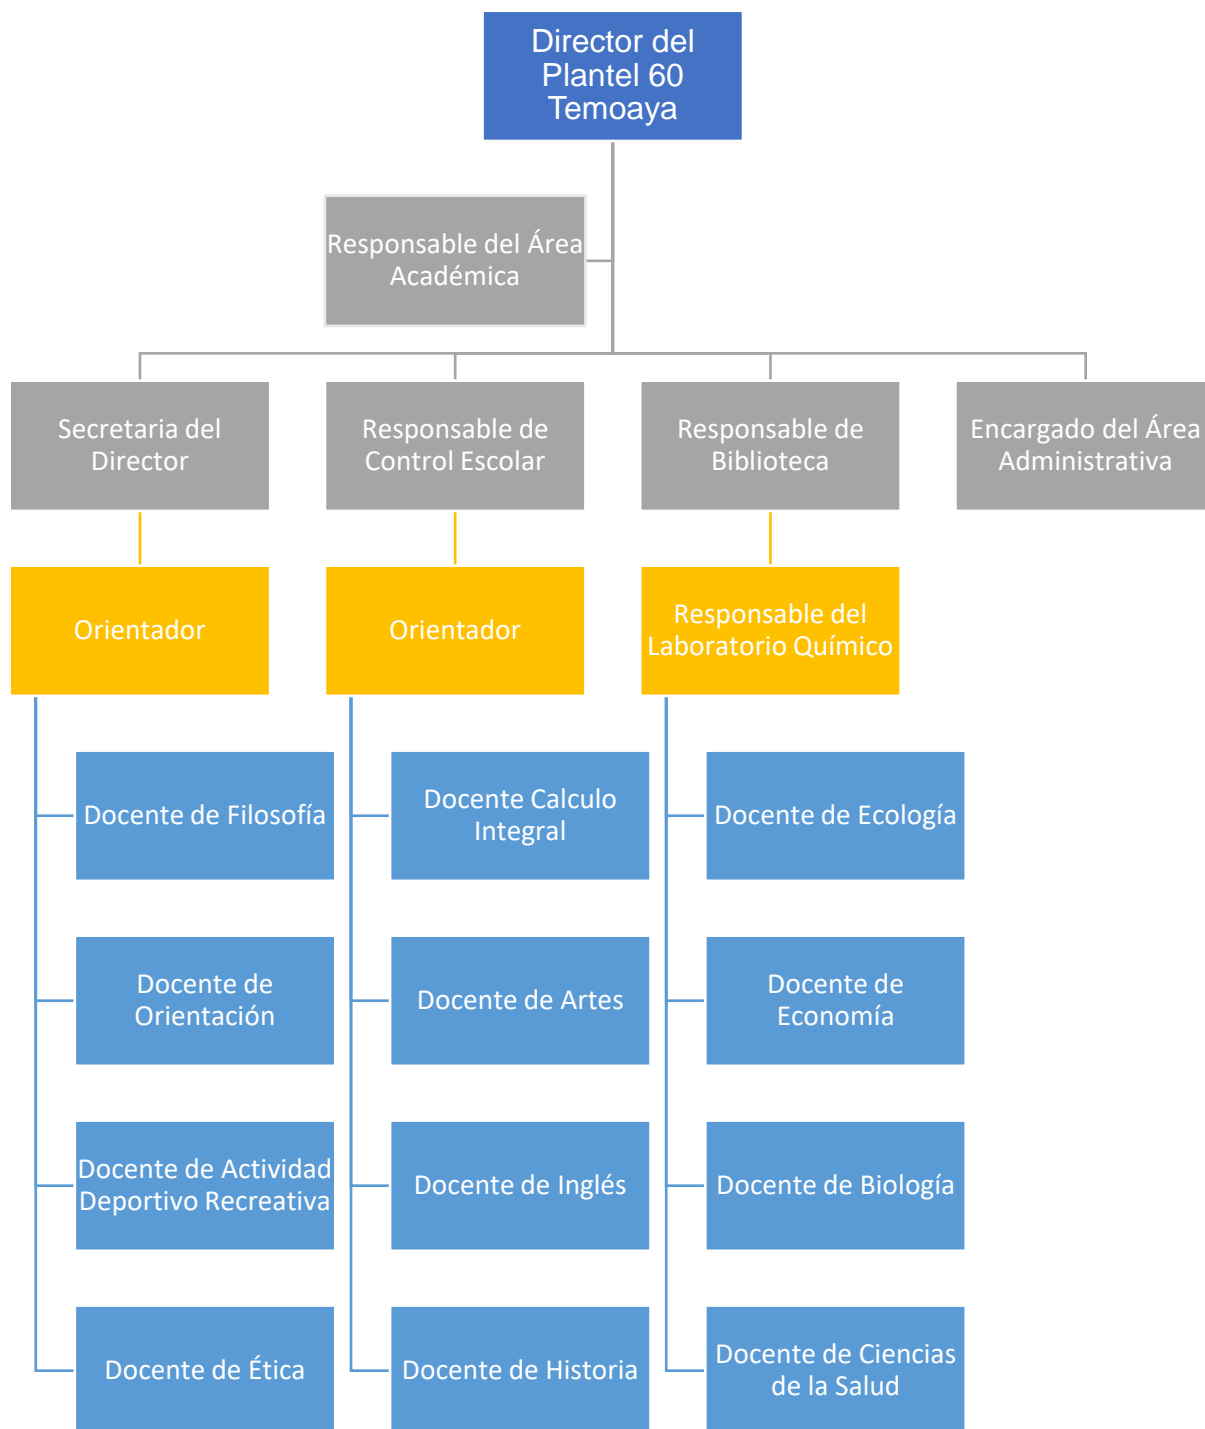 Director del
Plantel 60
Temoaya
Responsable del Área
Académica
Secretaria del
Director
Responsable de
Control Escolar
Responsable de
Biblioteca
Encargado del Área
Administrativa
Orientador
Orientador
Responsable del
Laboratorio Químico
Docente de Filosofía
Docente Calculo
Integral
Docente de Ecología
Docente de
Orientación
Docente de Artes
Docente de
Economía
Docente de Actividad
Deportivo Recreativa
Docente de Inglés
Docente de Biología
Docente de Ética
Docente de Historia
Docente de Ciencias
de la Salud